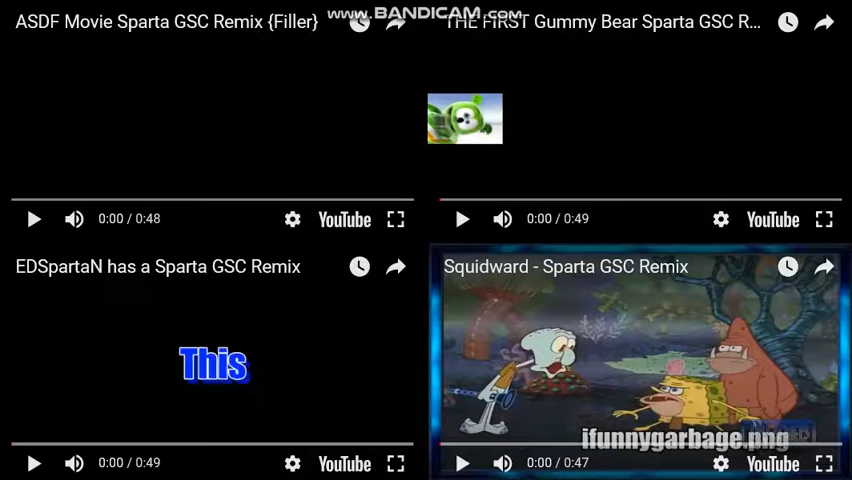 www.BANDICAM.com
ASDF Movie Sparta GSC Remix {Filler}
THE FIRST Gummy Bear Sparta GSC R...
0:00 / 0:48
YouTube
0:00 / 0:49
YouTube
EDSpartaN has a Sparta GSC Remix
Squidward - Sparta GSC Remix
This
ifunnygarbage.png
0:00 / 0:49
YouTube
0:00 / 0:47
YouTube